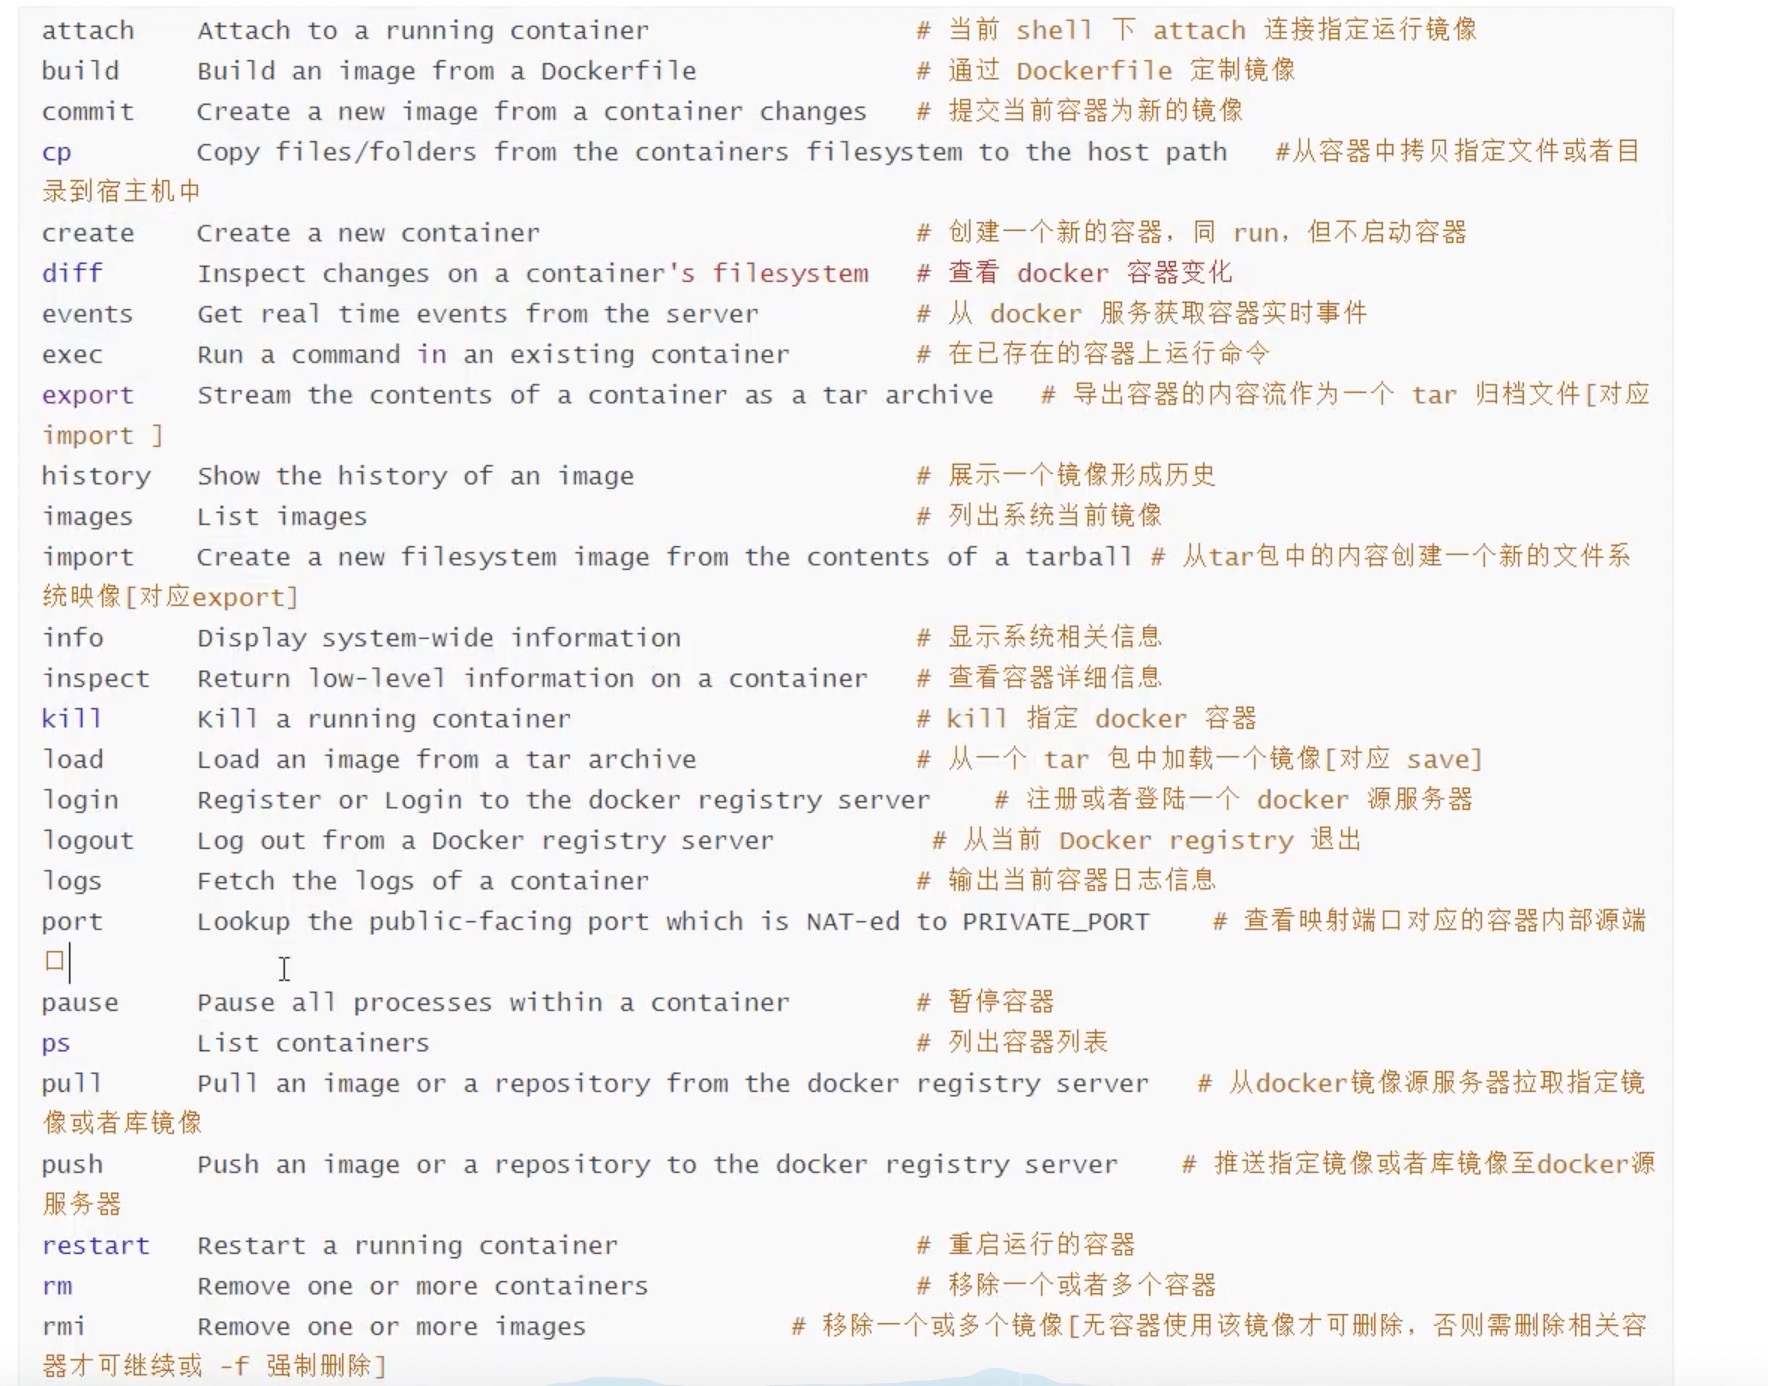 attach Attach to a running container # 当前 shell 下 attach 连接指定运行镜像
build Build an image from a Dockerfile # 通过 Dockerfile 定制镜像
commit Create a new image from a container changes # 提交当前容器为新的镜像
cp Copy files/folders from the containers filesystem to the host path #从容器中拷贝指定文件或者目
录到宿主机中
create Create a new container # 创建一个新的容器，同 run，但不启动容器
diff Inspect changes on a container's filesystem # 查看 docker 容器变化
events Get real time events from the server # 从 docker 服务获取容器实时事件
exec Run a command in an existing container # 在已存在的容器上运行命令
export Stream the contents of a container as a tar archive # 导出容器的内容流作为一个 tar 归档文件[对应
import ]
history Show the history of an image # 展示一个镜像形成历史
images List images # 列出系统当前镜像
import Create a new filesystem image from the contents of a tarball # 从tar包中的内容创建一个新的文件系
统映像[对应export]
info Display system-wide information # 显示系统相关信息
inspect Return low-level information on a container # 查看容器详细信息
kill Kill a running container # kill 指定 docker 容器
load Load an image from a tar archive # 从一个 tar 包中加载一个镜像[对应 save]
login Register or Login to the docker registry server # 注册或者登陆一个 docker 源服务器
logout Log out from a Docker registry server # 从当前 Docker registry 退出
logs Fetch the logs of a container # 输出当前容器日志信息
port Lookup the public-facing port which is NAT-ed to PRIVATE_PORT # 查看映射端口对应的容器内部源端
口
pause Pause all processes within a container # 暂停容器
ps List containers # 列出容器列表
pull Pull an image or a repository from the docker registry server # 从docker镜像源服务器拉取指定镜
像或者库镜像
push Push an image or a repository to the docker registry server # 推送指定镜像或者库镜像至docker源
服务器
restart Restart a running container # 重启运行的容器
rm Remove one or more containers # 移除一个或者多个容器
rmi Remove one or more images # 移除一个或多个镜像[无容器使用该镜像才可删除，否则需删除相关容
器才可继续或 -f 强制删除]